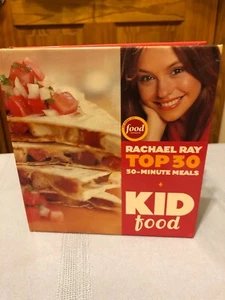 food
RACHAEL RAY
TOP 30
30-MINUTE MEALS
KID
food